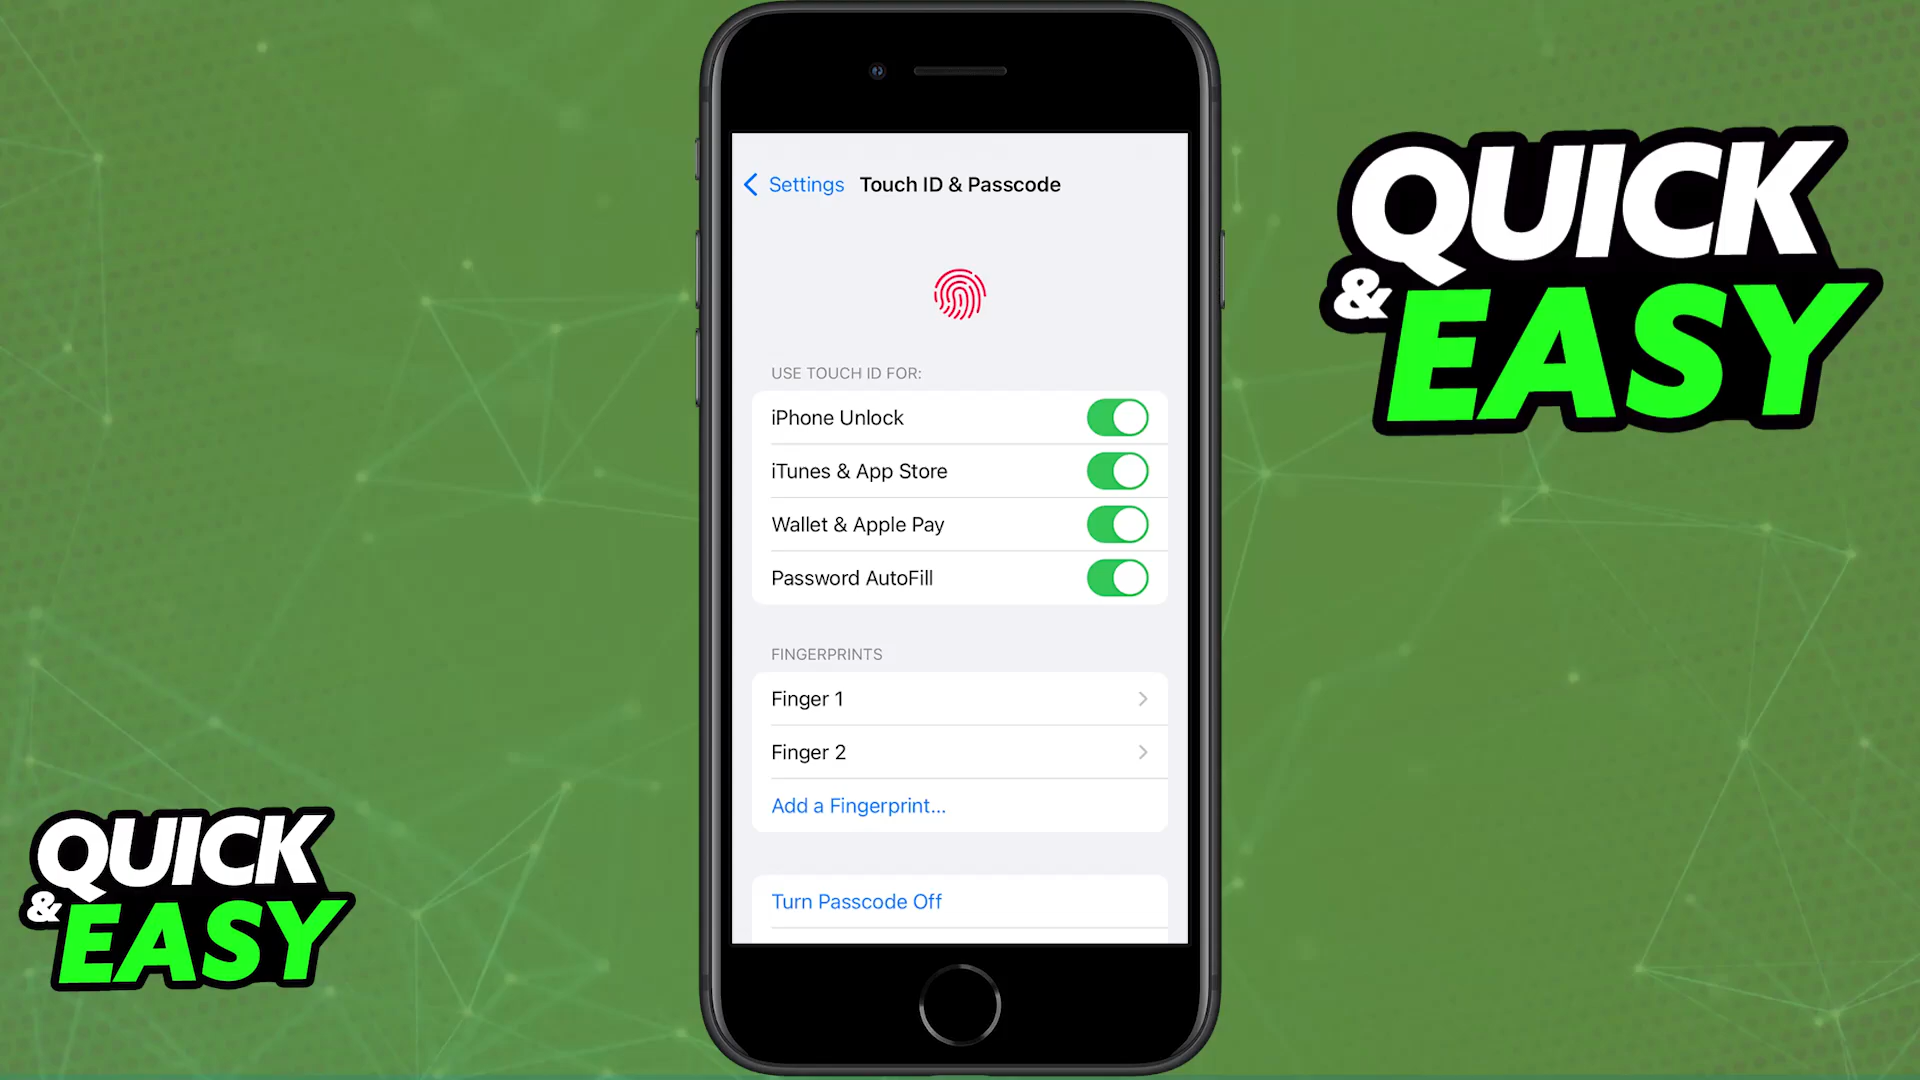 Settings Touch ID & Passcode
USE TOUCH ID FOR:
iPhone Unlock
iTunes & App Store
Wallet & Apple Pay
Password AutoFill
FINGERPRINTS
Finger 1
Finger 2
Add a Fingerprint...
Turn Passcode Off
QUICK
& EASY
QUICK
& EASY